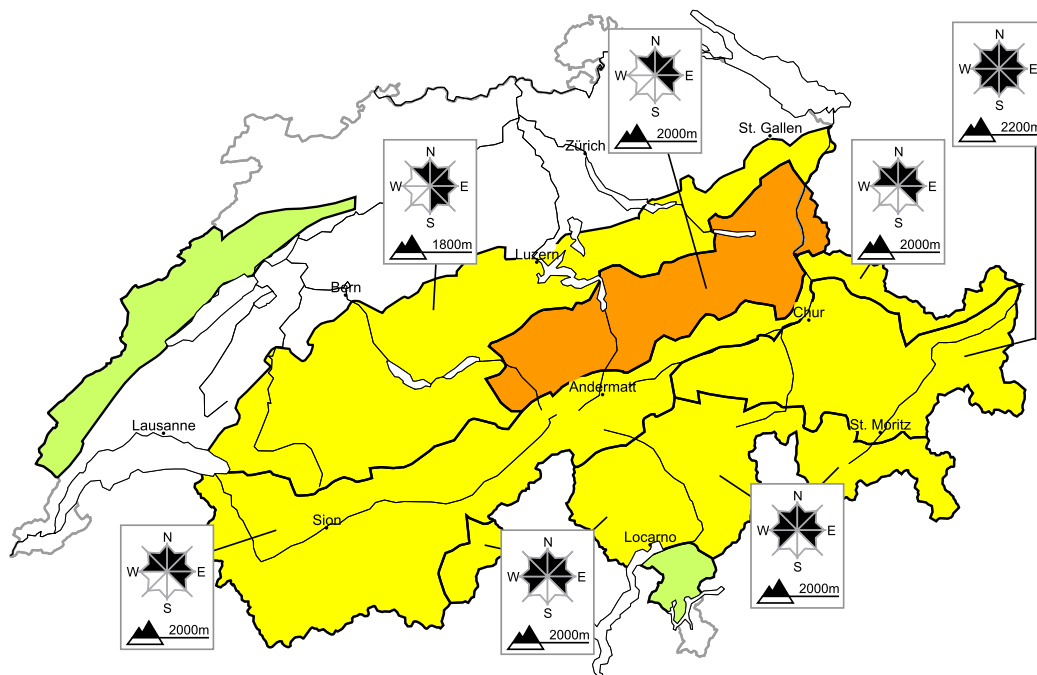 N
W E
S
2000m
N
W E
S
2200m
N
W E
S
1800m
N
W E
S
2000m
St. Gallen
Zürich
Luzern
Bern
Chur
Andermatt
Lausanne
St. Moritz
Sion
Locarno
N
W E
S
2000m
N
W E
S
2000m
N
W E
S
2000m